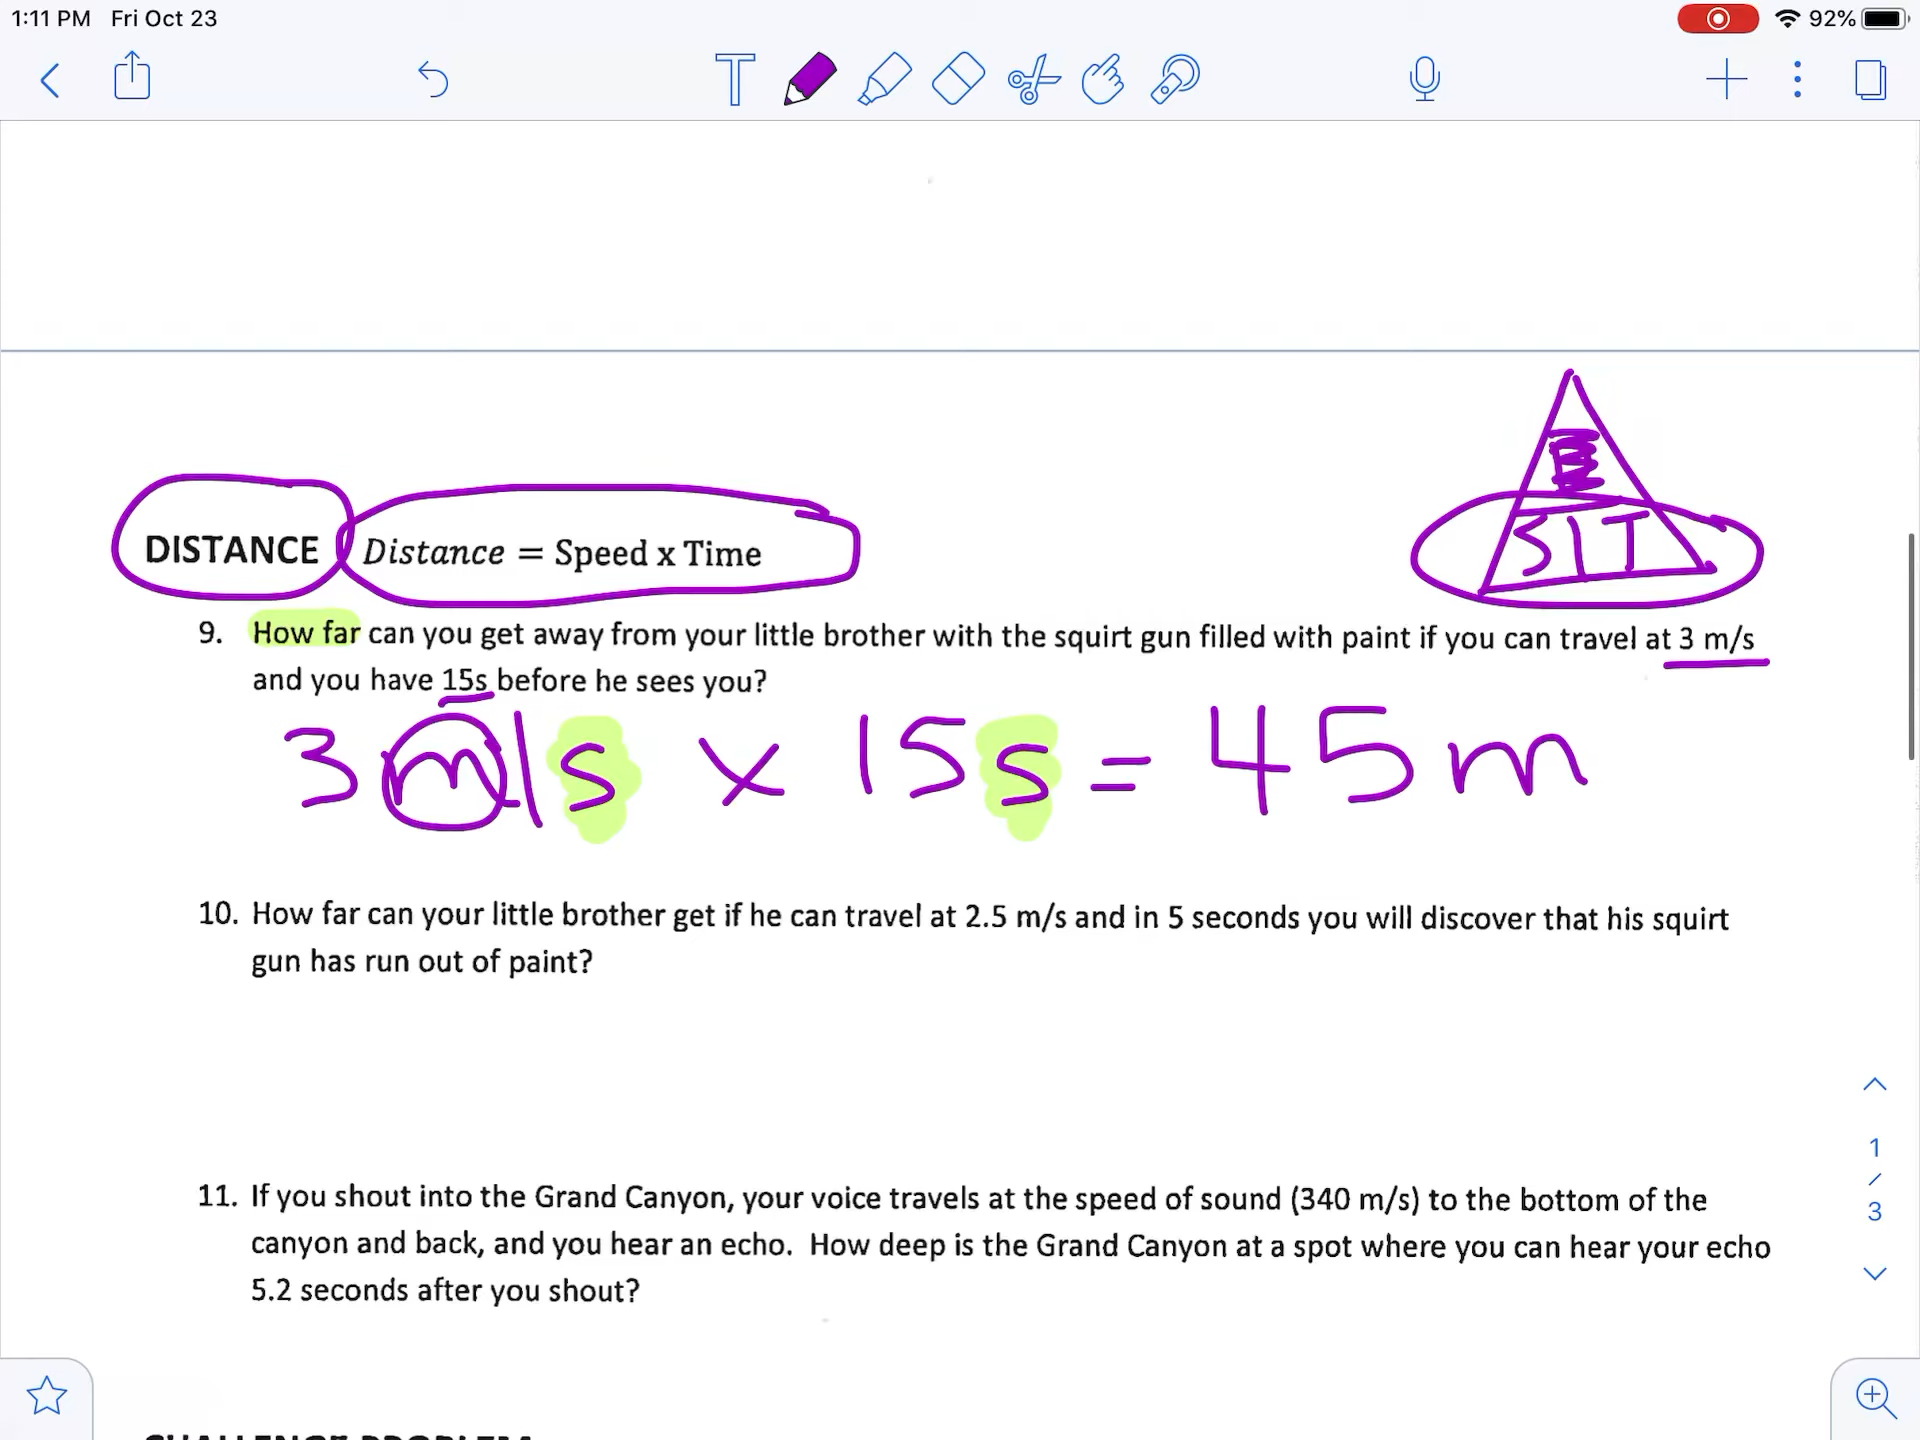 1:11 PM Fri Oct 23
92%
T
S|T
DISTANCE Distance = Speed x Time
9. How far can you get away from your little brother with the squirt gun filled with paint if you can travel at 3 m/s
and you have 15s before he sees you?
3 m/s x 15 s = 45 m
10. How far can your little brother get if he can travel at 2.5 m/s and in 5 seconds you will discover that his squirt
gun has run out of paint?
11. If you shout into the Grand Canyon, your voice travels at the speed of sound (340 m/s) to the bottom of the
canyon and back, and you hear an echo. How deep is the Grand Canyon at a spot where you can hear your echo
5.2 seconds after you shout?
1
/
3
CHALLENGE PROBLEM